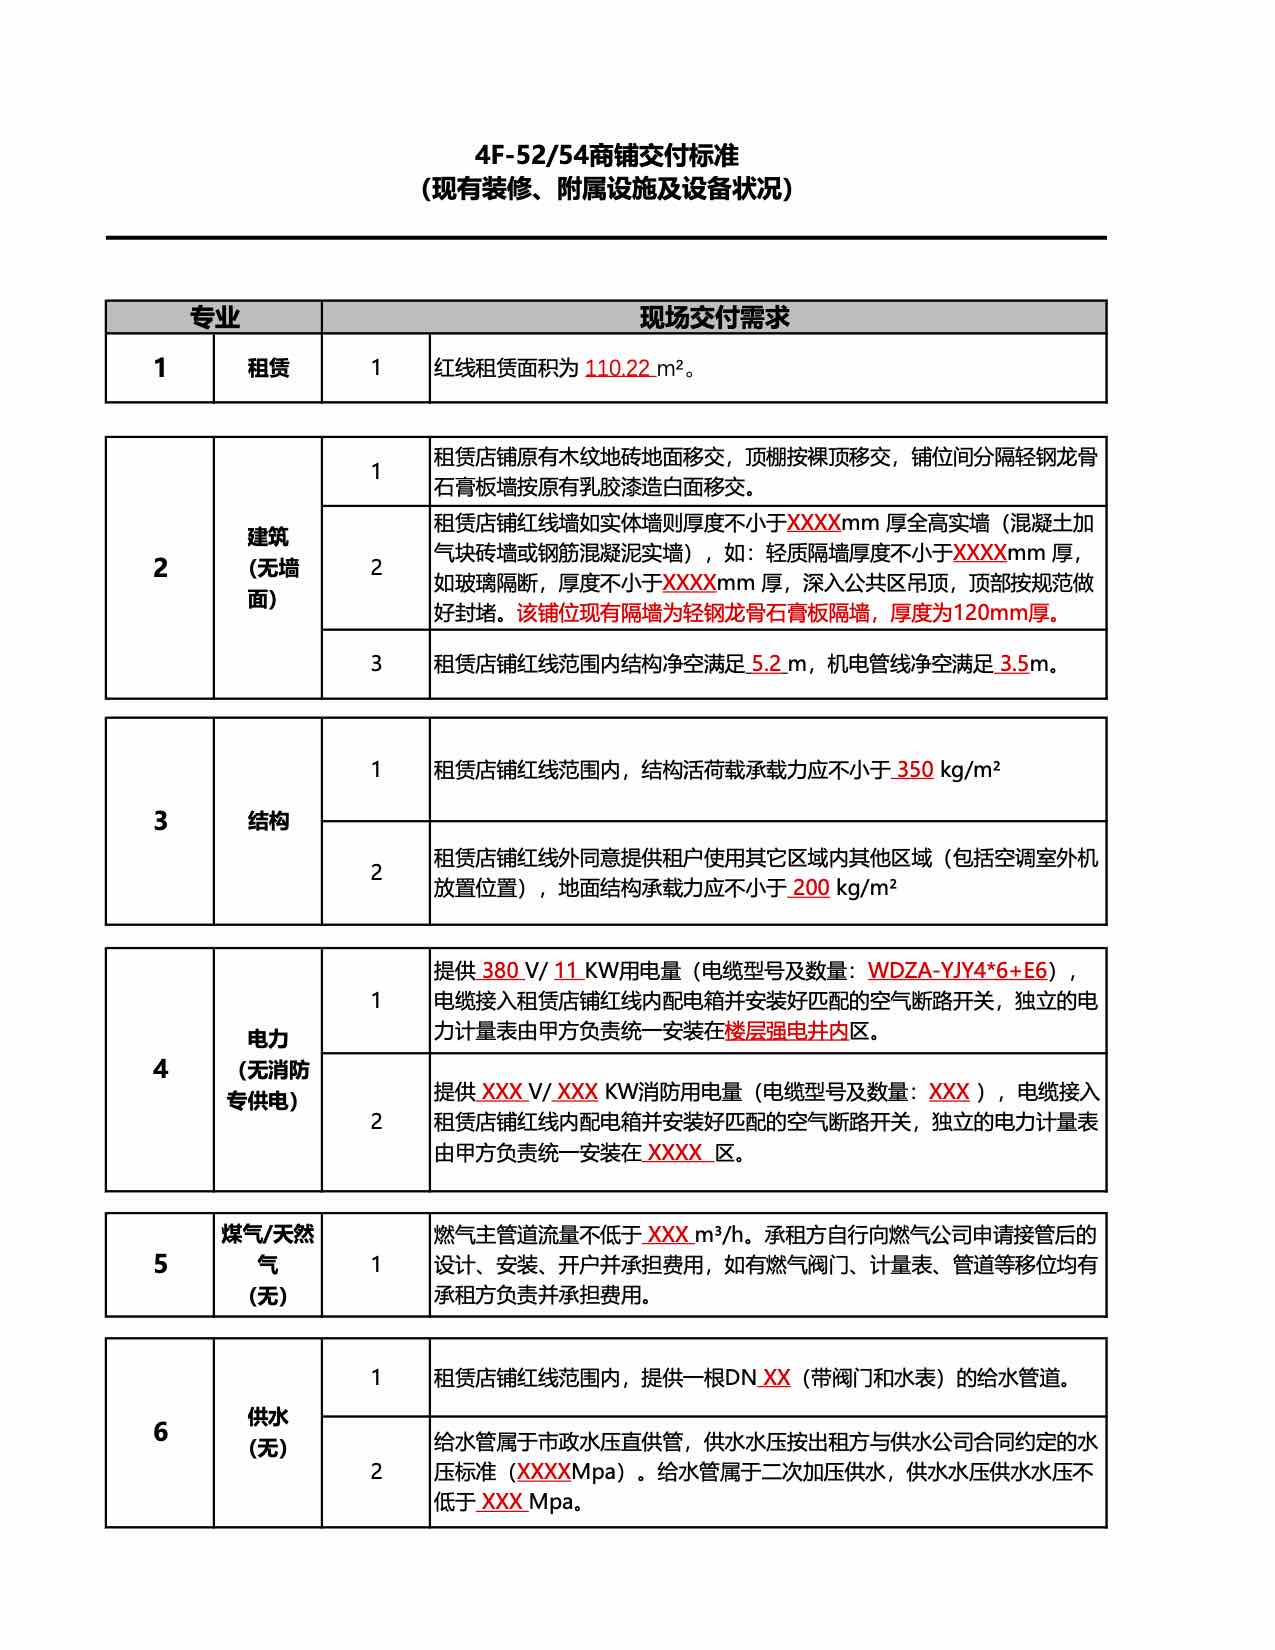 4F-52/54商铺交付标准
（现有装修、附属设施及设备状况）
专业
现场交付需求
1
租赁
1
红线租赁面积为 110.22 m²。
2
建筑
（无墙
面）
1
租赁店铺原有木纹地砖地面移交，顶棚按裸顶移交，铺位间分隔轻钢龙骨
石膏板墙按原有乳胶漆造白面移交。
2
租赁店铺红线墙如实体墙则厚度不小于XXXXmm 厚全高实墙（混凝土加
气块砖墙或钢筋混凝泥实墙），如：轻质隔墙厚度不小于XXXXmm 厚，
如玻璃隔断，厚度不小于XXXXmm 厚，深入公共区吊顶，顶部按规范做
好封堵。该铺位现有隔墙为轻钢龙骨石膏板隔墙，厚度为120mm厚。
3
租赁店铺红线范围内结构净空满足 5.2 m，机电管线净空满足 3.5m。
3
结构
1
租赁店铺红线范围内，结构活荷载承载力应不小于 350 kg/m²
2
租赁店铺红线外同意提供租户使用其它区域内其他区域（包括空调室外机
放置位置），地面结构承载力应不小于 200 kg/m²
4
电力
（无消防
专供电）
1
提供 380 V/ 11 KW用电量（电缆型号及数量：WDZA-YJY4*6+E6），
电缆接入租赁店铺红线内配电箱并安装好匹配的空气断路开关，独立的电
力计量表由甲方负责统一安装在楼层强电井内区。
2
提供 XXX V/ XXX KW消防用电量（电缆型号及数量：XXX ），电缆接入
租赁店铺红线内配电箱并安装好匹配的空气断路开关，独立的电力计量表
由甲方负责统一安装在 XXXX 区。
5
煤气/天然
气
（无）
1
燃气主管道流量不低于 XXX m³/h。承租方自行向燃气公司申请接管后的
设计、安装、开户并承担费用，如有燃气阀门、计量表、管道等移位均有
承租方负责并承担费用。
6
供水
（无）
1
租赁店铺红线范围内，提供一根DN XX（带阀门和水表）的给水管道。
2
给水管属于市政水压直供管，供水水压按出租方与供水公司合同约定的水
压标准（XXXXMpa）。给水管属于二次加压供水，供水水压供水水压不
低于 XXX Mpa。